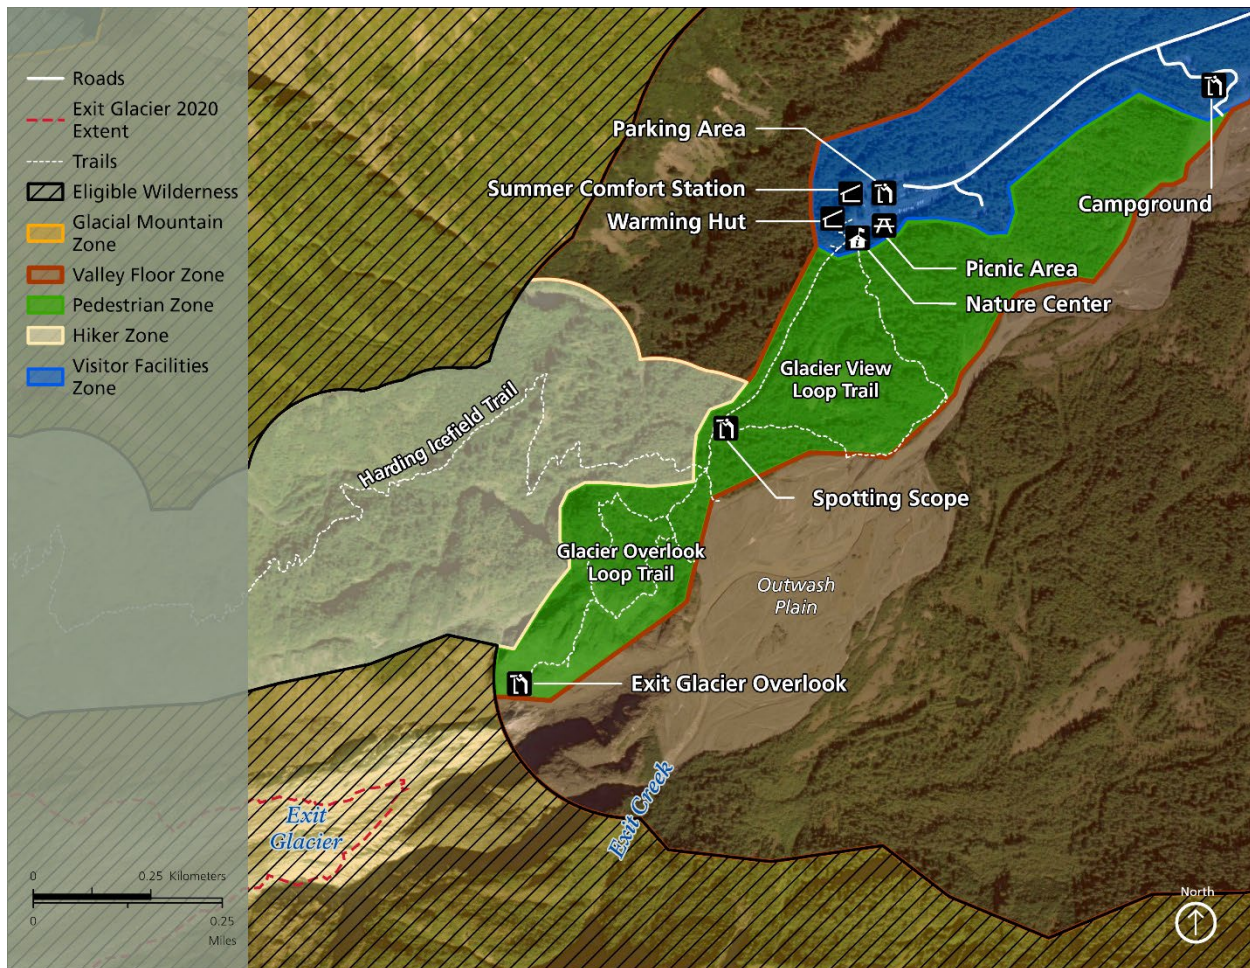 Roads
Exit Glacier 2020
Extent
Trails
Eligible Wilderness
Glacial Mountain
Zone
Valley Floor Zone
Pedestrian Zone
Hiker Zone
Visitor Facilities
Zone
Parking Area
Summer Comfort Station
Warming Hut
Campground
Picnic Area
Nature Center
Glacier View
Loop Trail
Harding Icefield Trail
Spotting Scope
Glacier Overlook
Loop Trail
Outwash
Plain
Exit Glacier Overlook
Exit Creek
Exit
Glacier
0 0.25 Kilometers
0 0.25
Miles
North